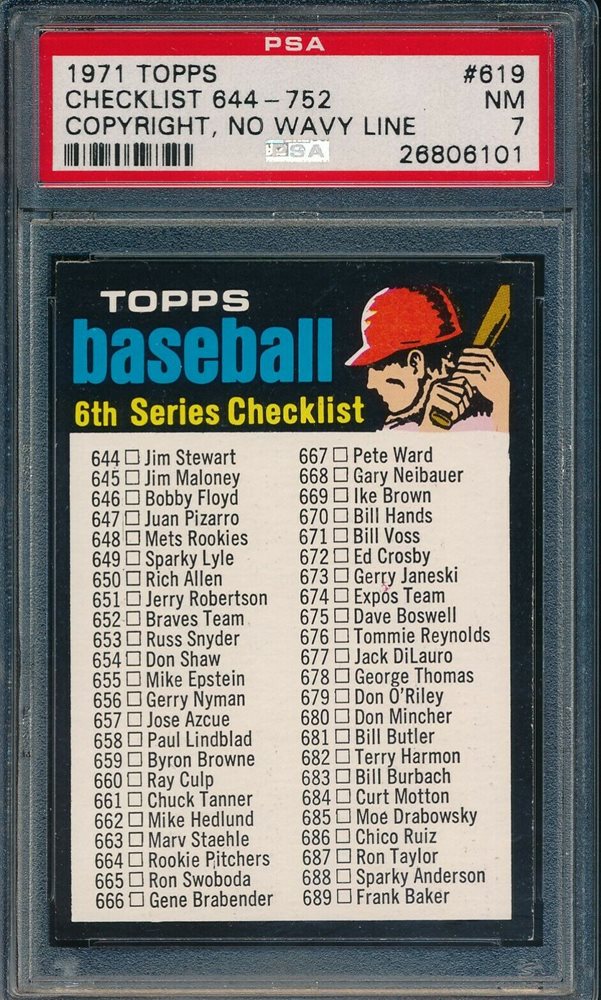 PSA
1971 TOPPS #619
CHECKLIST 644-752 NM
COPYRIGHT, NO WAVY LINE 7
PSA 26806101
TOPPS
baseball
6th Series Checklist
644 Jim Stewart
645 Jim Maloney
646 Bobby Floyd
647 Juan Pizarro
648 Mets Rookies
649 Sparky Lyle
650 Rich Allen
651 Jerry Robertson
652 Braves Team
653 Russ Snyder
654 Don Shaw
655 Mike Epstein
656 Gerry Nyman
657 Jose Azcue
658 Paul Lindblad
659 Byron Browne
660 Ray Culp
661 Chuck Tanner
662 Mike Hedlund
663 Marv Staehle
664 Rookie Pitchers
665 Ron Swoboda
666 Gene Brabender
667 Pete Ward
668 Gary Neibauer
669 Ike Brown
670 Bill Hands
671 Bill Voss
672 Ed Crosby
673 Gerry Janeski
674 Expos Team
675 Dave Boswell
676 Tommie Reynolds
677 Jack DiLauro
678 George Thomas
679 Don O'Riley
680 Don Mincher
681 Bill Butler
682 Terry Harmon
683 Bill Burbach
684 Curt Motton
685 Moe Drabowsky
686 Chico Ruiz
687 Ron Taylor
688 Sparky Anderson
689 Frank Baker